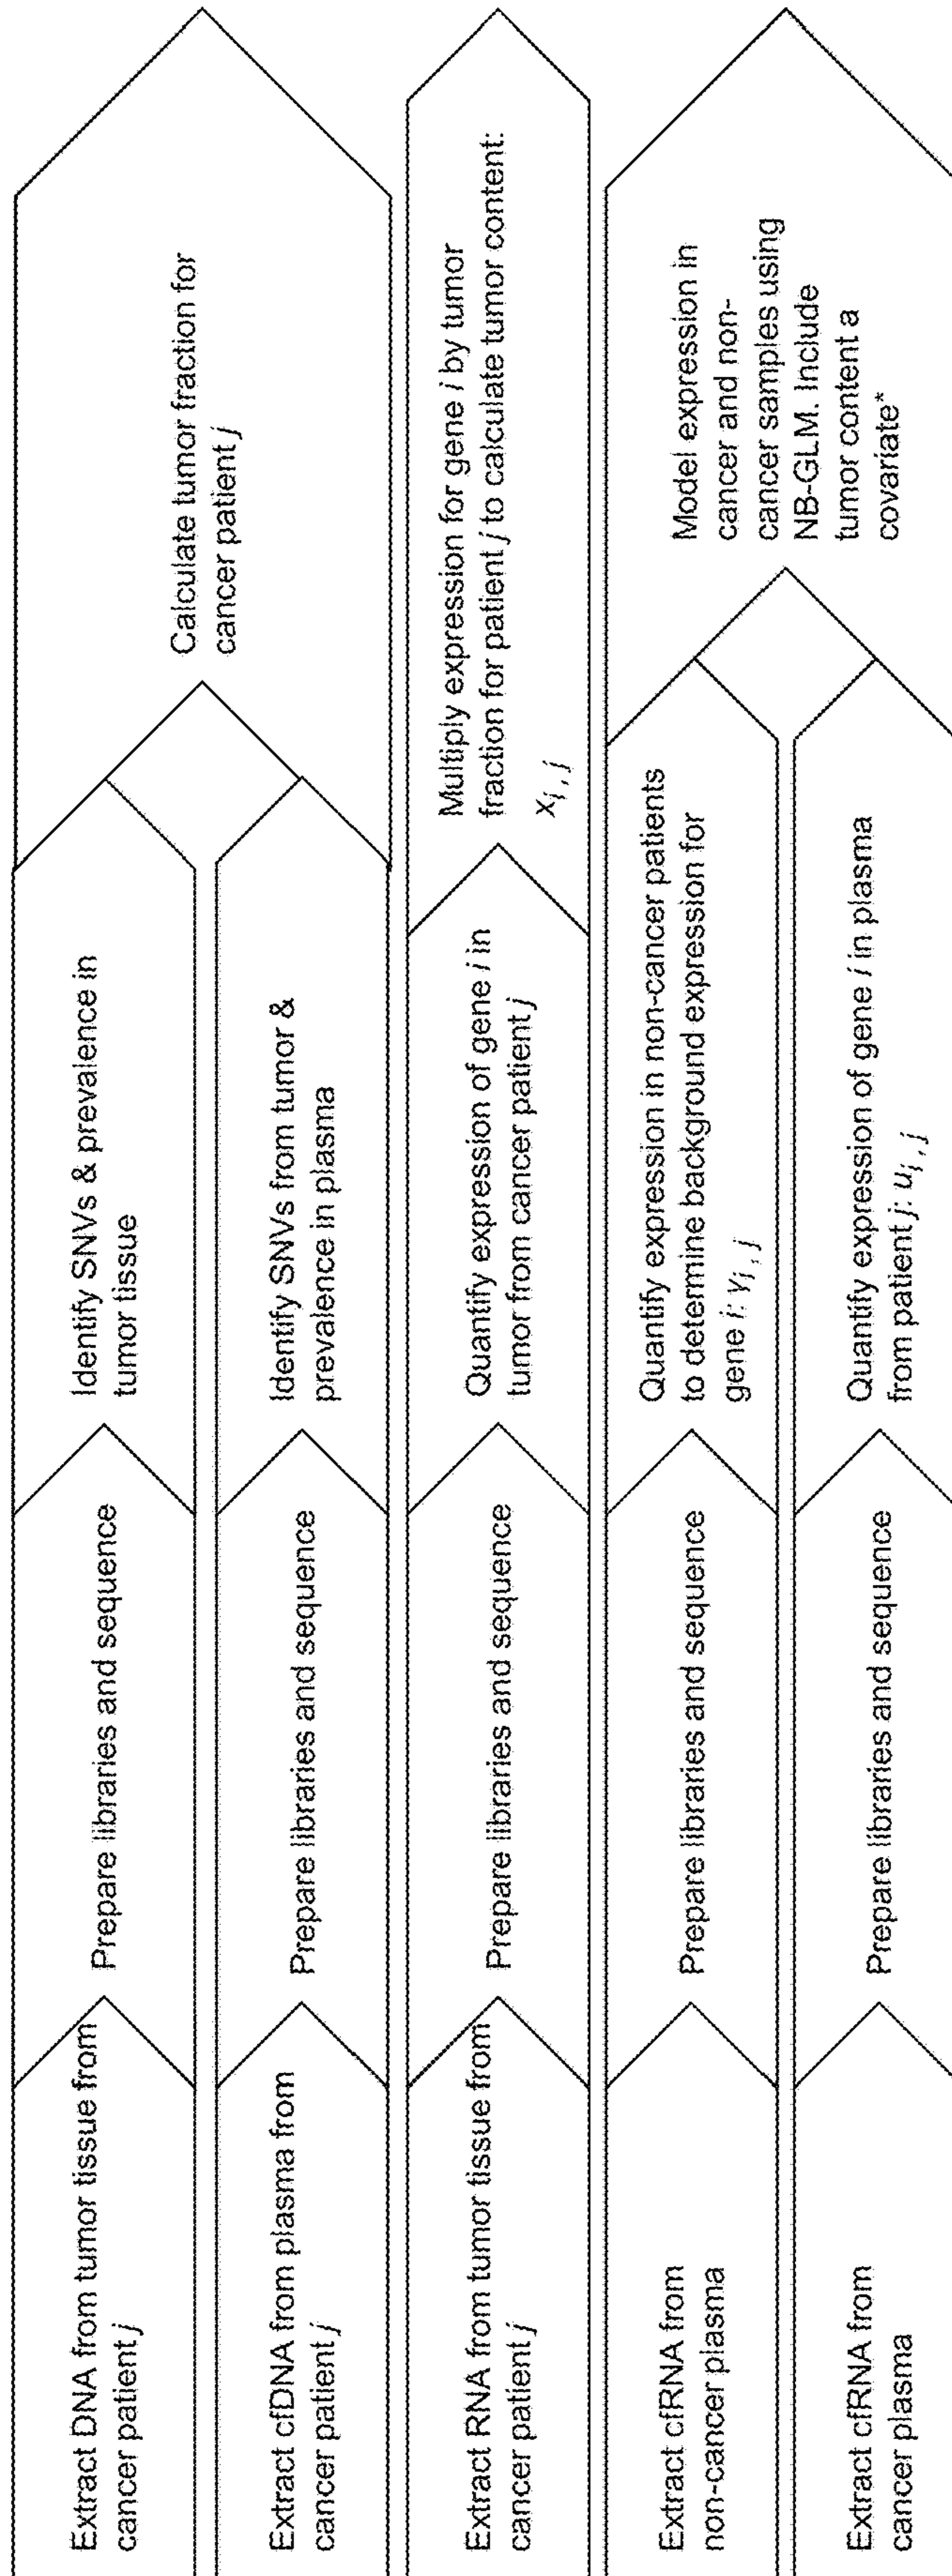 Extract DNA from tumor tissue from
cancer patient j
Prepare libraries and sequence
Identify SNVs & prevalence in
tumor tissue
Extract cfDNA from plasma from
cancer patient j
Prepare libraries and sequence
Identify SNVs from tumor &
prevalence in plasma
Calculate tumor fraction for
cancer patient j
Extract RNA from tumor tissue from
cancer patient j
Prepare libraries and sequence
Quantify expression of gene i in
tumor from cancer patient j
Multiply expression for gene i by tumor
fraction for patient j to calculate tumor content:
x i, j
Extract cfRNA from
non-cancer plasma
Prepare libraries and sequence
Quantify expression in non-cancer patients
to determine background expression for
gene i: v i, j
Extract cfRNA from
cancer plasma
Prepare libraries and sequence
Quantify expression of gene i in plasma
from patient j: u i, j
Model expression in
cancer and non-
cancer samples using
NB-GLM. Include
tumor content a
covariate*